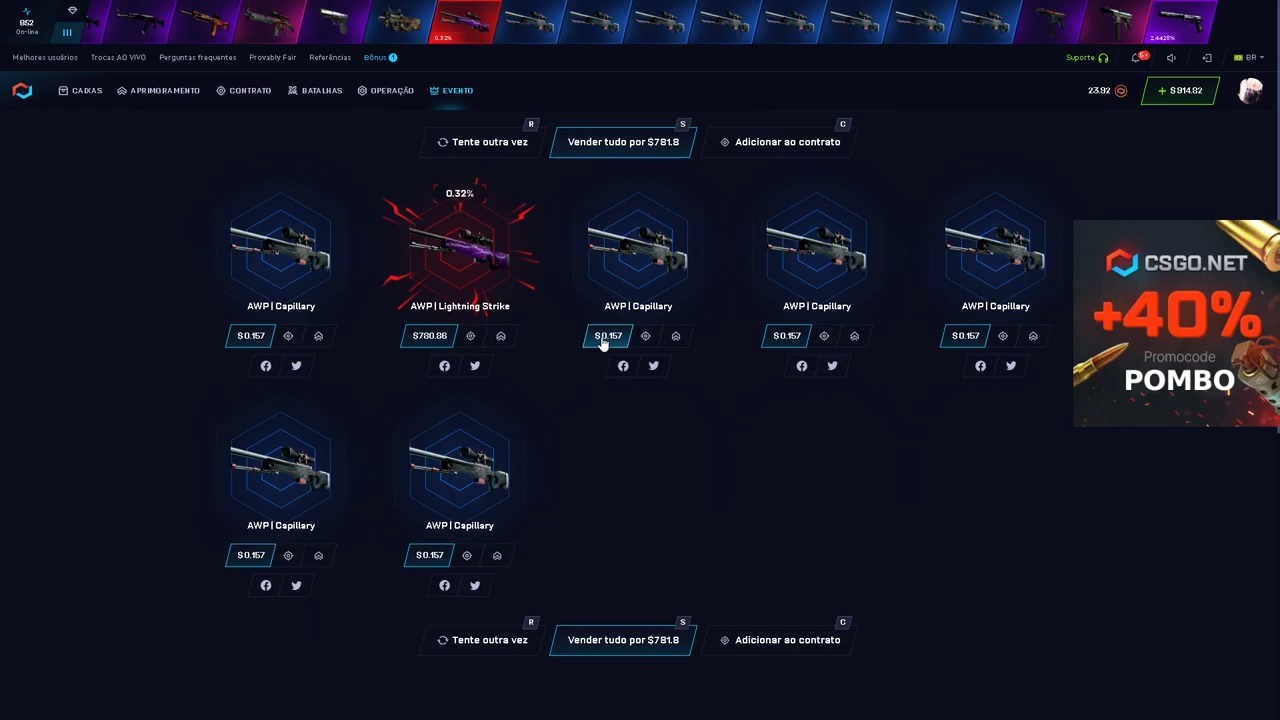 852
On-line
0.32%
2.4428%
Melhores usuários
Trocas AO VIVO
Perguntas frequentes
Provably Fair
Referências
Bônus
Suporte
5+
BR
CAIXAS
APRIMORAMENTO
CONTRATO
BATALHAS
OPERAÇÃO
EVENTO
23.92
+ $ 914.82
R
S
C
Tente outra vez
Vender tudo por $781.8
Adicionar ao contrato
0.32%
AWP | Capillary
AWP | Lightning Strike
AWP | Capillary
AWP | Capillary
AWP | Capillary
$ 0.157
$780.86
$ 0.157
$ 0.157
$ 0.157
CSGO.NET
+40%
Promocode
POMBO
AWP | Capillary
AWP | Capillary
$ 0.157
$ 0.157
R
S
C
Tente outra vez
Vender tudo por $781.8
Adicionar ao contrato